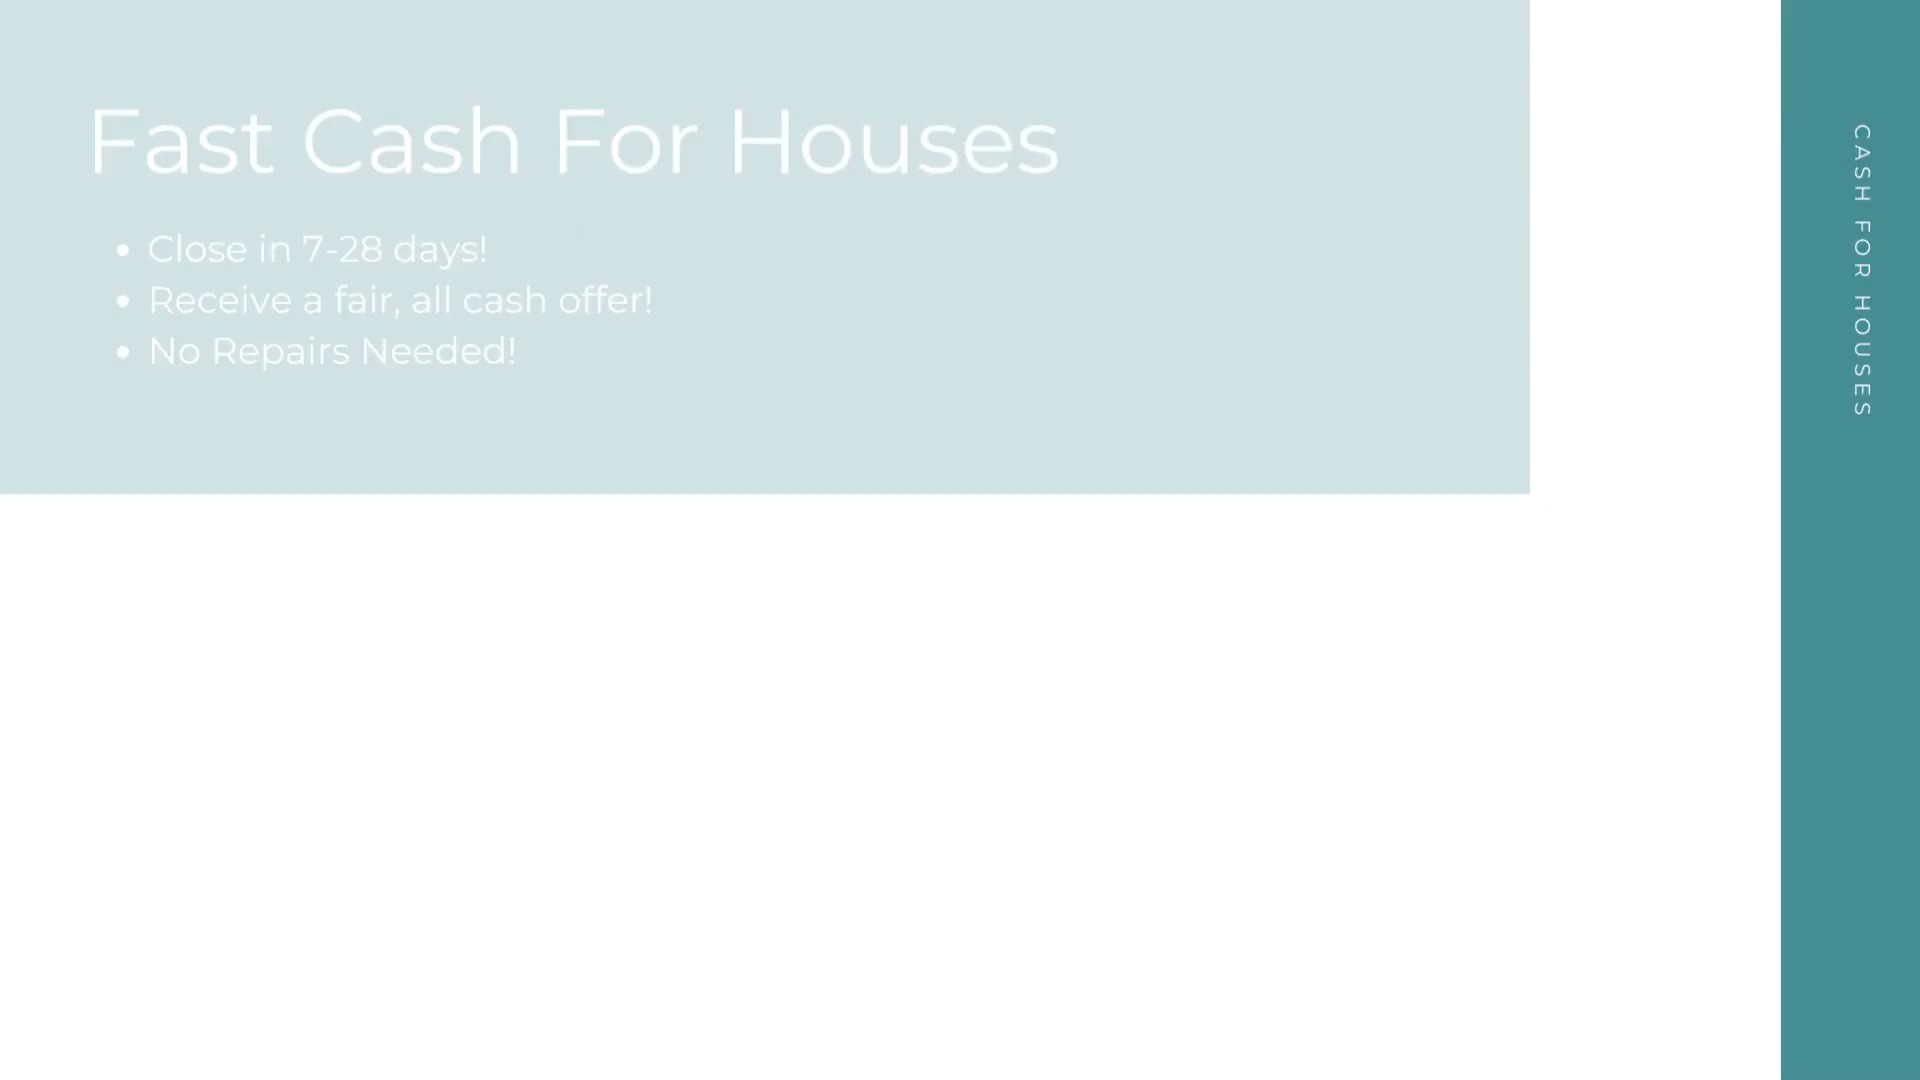 Fast Cash For Houses
• Close in 7-28 days!
• Receive a fair, all cash offer!
• No Repairs Needed!
CASH FOR HOUSES